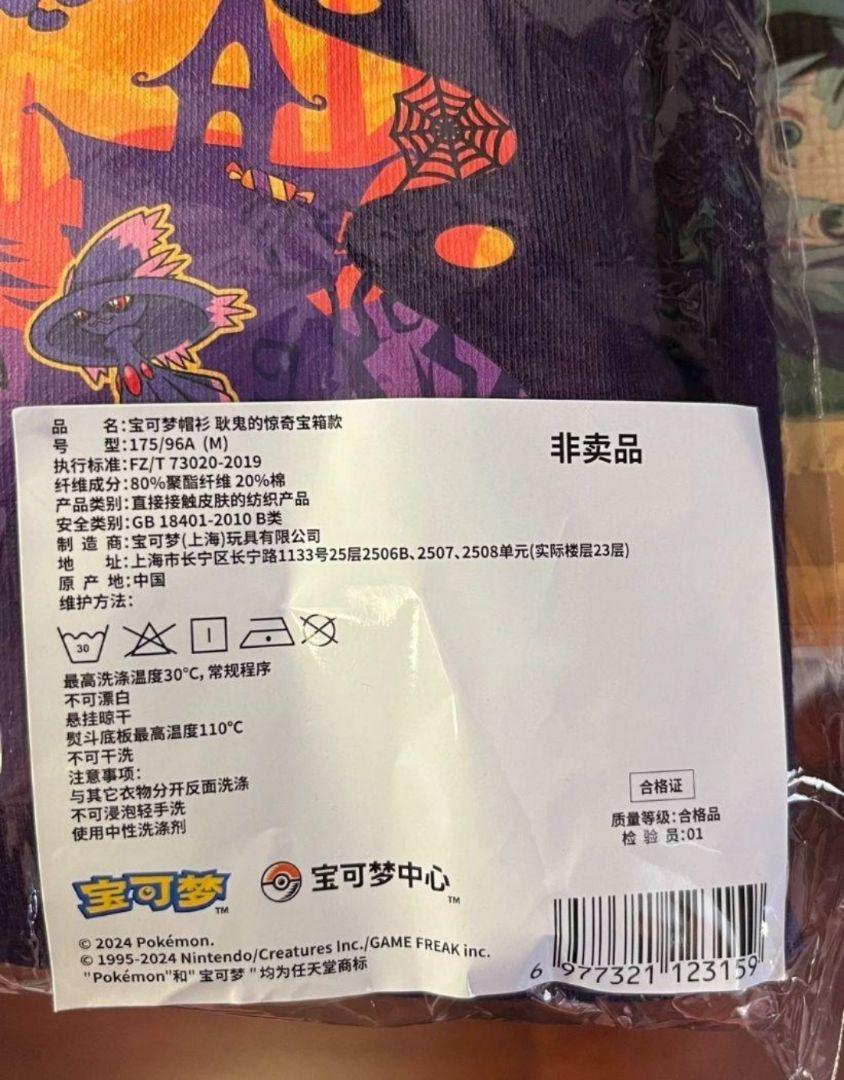 品 名：宝可梦帽衫 耿鬼的惊奇宝箱款
号 型：175/96A (M)
执行标准：FZ/T 73020-2019
纤维成分：80%聚酯纤维 20%棉
产品类别：直接接触皮肤的纺织产品
安全类别：GB 18401-2010 B类
制 造 商：宝可梦(上海)玩具有限公司
地 址：上海市长宁区长宁路1133号25层2506B、2507、2508单元(实际楼层23层)
原 产 地：中国
维护方法：
非卖品
30
最高洗涤温度30℃，常规程序
不可漂白
悬挂晾干
熨斗底板最高温度110℃
不可干洗
注意事项：
与其它衣物分开反面洗涤
不可浸泡轻手洗
使用中性洗涤剂
合格证
质量等级：合格品
检 验 员：01
宝可梦™
宝可梦中心™
© 2024 Pokémon.
© 1995-2024 Nintendo/Creatures Inc./GAME FREAK inc.
"Pokémon"和" 宝可梦 " 均为任天堂商标
6 977321 123159